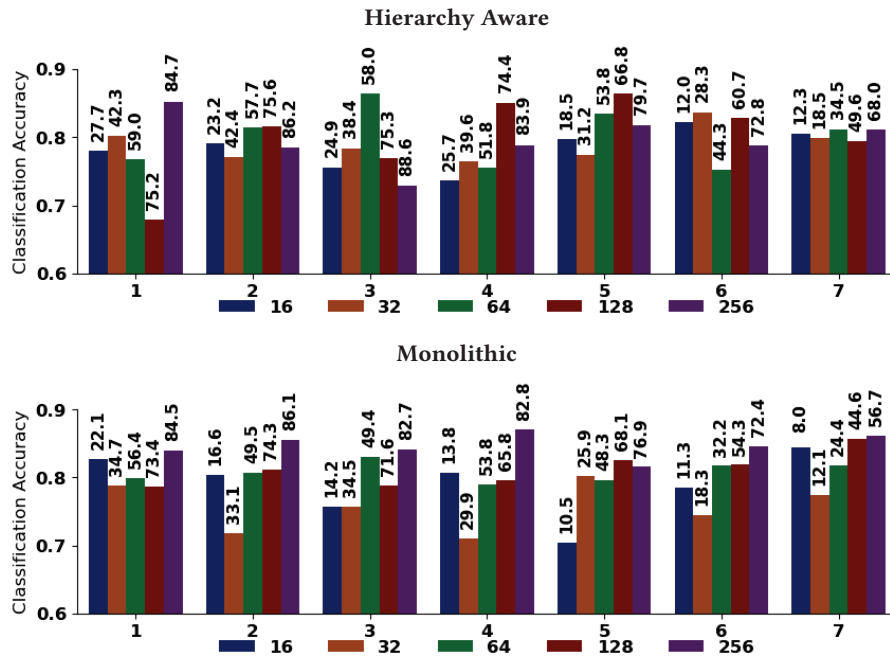 Hierarchy Aware
Classification Accuracy
0.9
0.8
0.7
0.6
27.7 42.3 59.0 75.2 84.7
23.2 42.4 57.7 75.6 86.2
24.9 38.4 58.0 75.3 88.6
25.7 39.6 51.8 74.4 83.9
18.5 31.2 53.8 66.8 79.7
12.0 28.3 44.3 60.7 72.8
12.3 18.5 34.5 49.6 68.0
1 2 3 4 5 6 7
16 32 64 128 256
Monolithic
Classification Accuracy
0.9
0.8
0.7
0.6
22.1 34.7 56.4 73.4 84.5
16.6 33.1 49.5 74.3 86.1
14.2 34.5 49.4 71.6 82.7
13.8 29.9 53.8 65.8 82.8
10.5 25.9 48.3 68.1 76.9
11.3 18.3 32.2 54.3 72.4
8.0 12.1 24.4 44.6 56.7
1 2 3 4 5 6 7
16 32 64 128 256